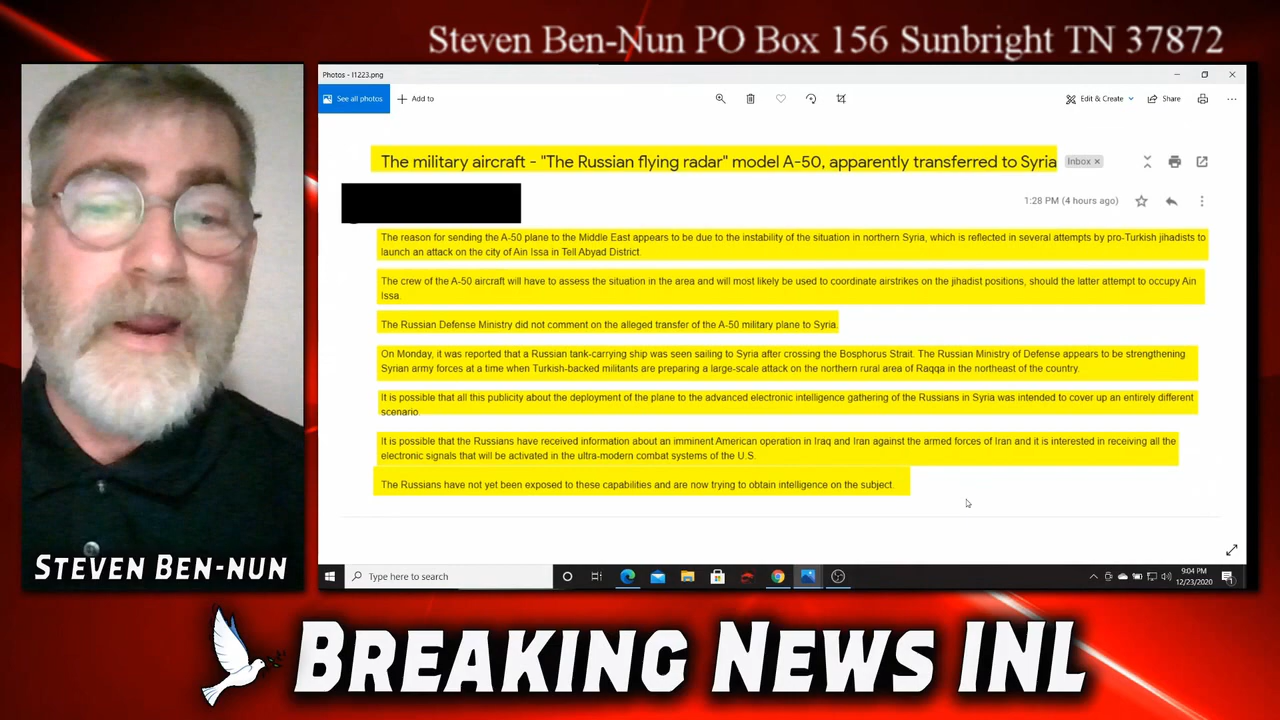 Steven Ben-Nun PO Box 156 Sunbright TN 37872
Photos - I1223.png
See all photos
Add to
Edit & Create
Share
The military aircraft - "The Russian flying radar" model A-50, apparently transferred to Syria
Inbox ×
1:28 PM (4 hours ago)
The reason for sending the A-50 plane to the Middle East appears to be due to the instability of the situation in northern Syria, which is reflected in several attempts by pro-Turkish jihadists to
launch an attack on the city of Ain Issa in Tell Abyad District.
The crew of the A-50 aircraft will have to assess the situation in the area and will most likely be used to coordinate airstrikes on the jihadist positions, should the latter attempt to occupy Ain
Issa.
The Russian Defense Ministry did not comment on the alleged transfer of the A-50 military plane to Syria.
On Monday, it was reported that a Russian tank-carrying ship was seen sailing to Syria after crossing the Bosphorus Strait. The Russian Ministry of Defense appears to be strengthening
Syrian army forces at a time when Turkish-backed militants are preparing a large-scale attack on the northern rural area of Raqqa in the northeast of the country.
It is possible that all this publicity about the deployment of the plane to the advanced electronic intelligence gathering of the Russians in Syria was intended to cover up an entirely different
scenario.
It is possible that the Russians have received information about an imminent American operation in Iraq and Iran against the armed forces of Iran and it is interested in receiving all the
electronic signals that will be activated in the ultra-modern combat systems of the U.S.
The Russians have not yet been exposed to these capabilities and are now trying to obtain intelligence on the subject.
Type here to search
9:04 PM
12/23/2020
STEVEN BEN-NUN
BREAKING NEWS INL